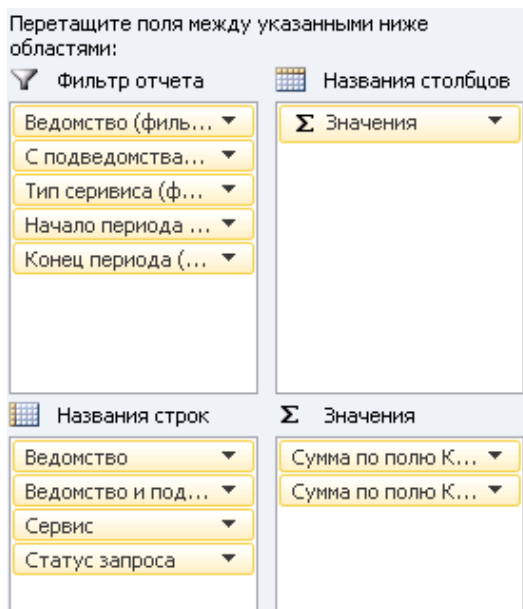 Перетащите поля между указанными ниже
областями:
Фильтр отчета
Ведомство (филь...
С подведомства...
Тип серивиса (ф...
Начало периода ...
Конец периода (...
Названия столбцов
Σ Значения
Названия строк
Ведомство
Ведомство и под...
Сервис
Статус запроса
Σ Значения
Сумма по полю К...
Сумма по полю К...